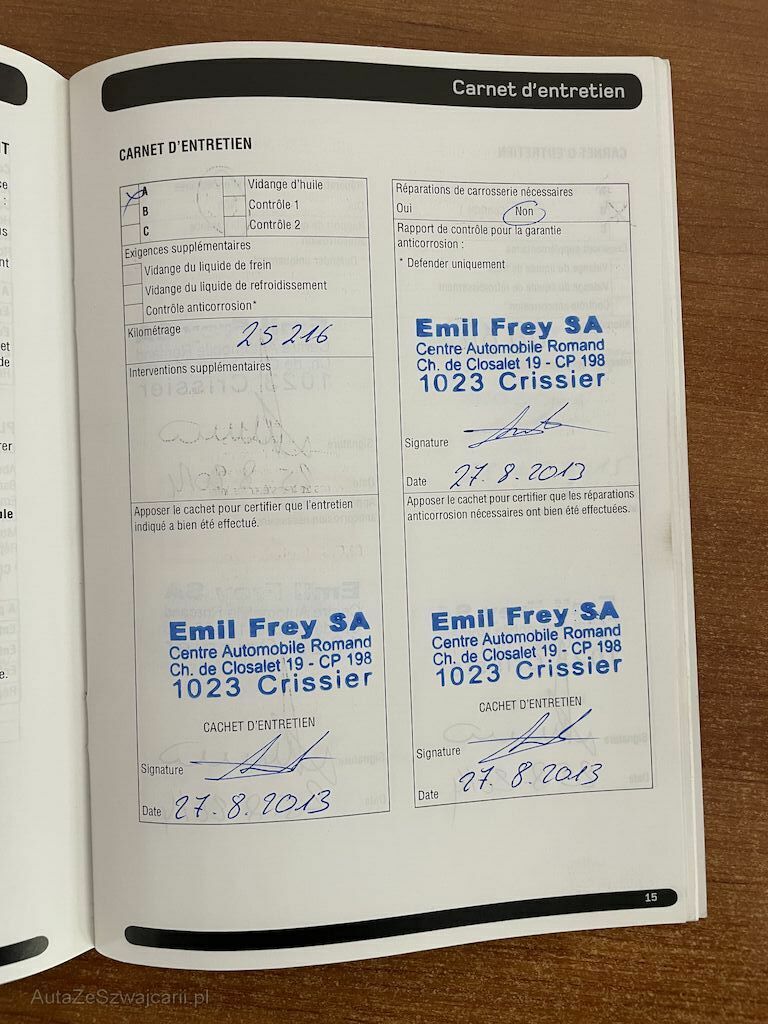 Carnet d'entretien
CARNET D'ENTRETIEN
A
B
C
Vidange d'huile
Contrôle 1
Contrôle 2
Exigences supplémentaires
Vidange du liquide de frein
Vidange du liquide de refroidissement
Contrôle anticorrosion*
Kilométrage 25 216
Interventions supplémentaires
Apposer le cachet pour certifier que l'entretien
indiqué a bien été effectué.
Emil Frey SA
Centre Automobile Romand
Ch. de Closalet 19 - CP 198
1023 Crissier
CACHET D'ENTRETIEN
Signature
Date 27. 8. 2013
Réparations de carrosserie nécessaires
Oui Non
Rapport de contrôle pour la garantie
anticorrosion :
* Defender uniquement
Emil Frey SA
Centre Automobile Romand
Ch. de Closalet 19 - CP 198
1023 Crissier
Signature
Date 27. 8. 2013
Apposer le cachet pour certifier que les réparations
anticorrosion nécessaires ont bien été effectuées.
Emil Frey SA
Centre Automobile Romand
Ch. de Closalet 19 - CP 198
1023 Crissier
CACHET D'ENTRETIEN
Signature
Date 27. 8. 2013
15
AutaZeSzwajcarii.pl